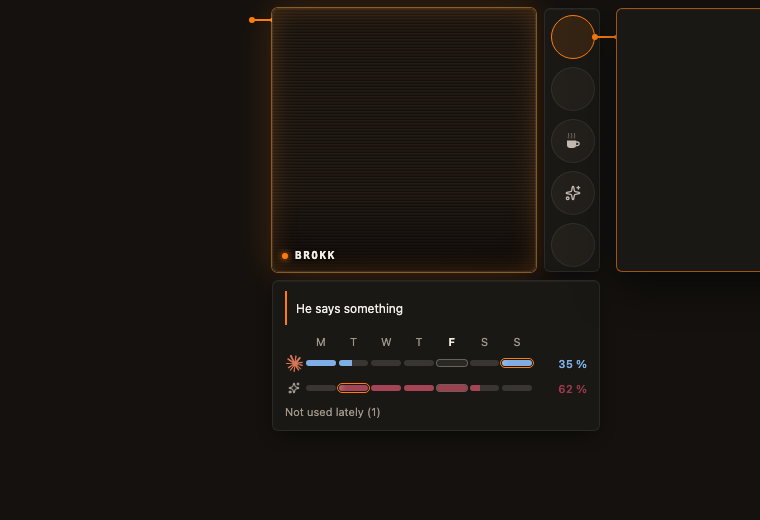 BROKK
He says something
M T W T F S S
35 %
62 %
Not used lately (1)